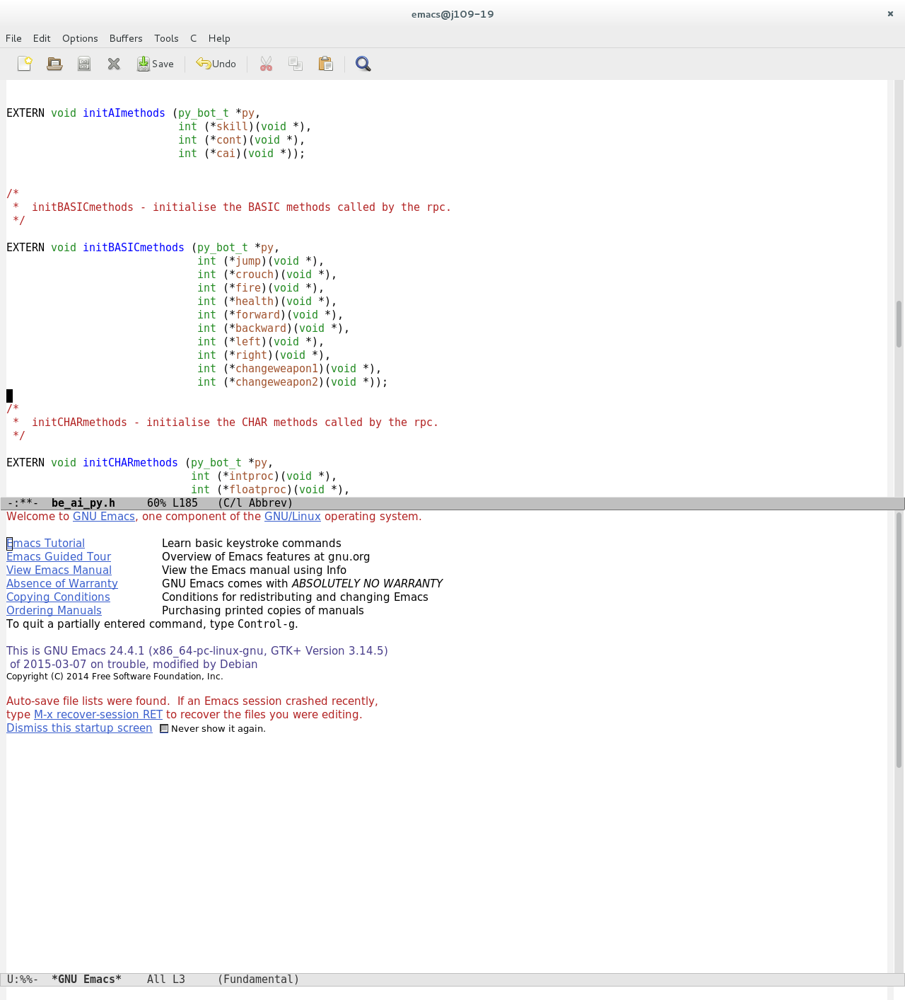 emacs@j109-19
File Edit Options Buffers Tools C Help
Save Undo
EXTERN void initAImethods (py_bot_t *py,
                           int (*skill)(void *),
                           int (*cont)(void *),
                           int (*cai)(void *));
/*
 *  initBASICmethods - initialise the BASIC methods called by the rpc.
 */
EXTERN void initBASICmethods (py_bot_t *py,
                              int (*jump)(void *),
                              int (*crouch)(void *),
                              int (*fire)(void *),
                              int (*health)(void *),
                              int (*forward)(void *),
                              int (*backward)(void *),
                              int (*left)(void *),
                              int (*right)(void *),
                              int (*changeweapon1)(void *),
                              int (*changeweapon2)(void *));
/*
 *  initCHARmethods - initialise the CHAR methods called by the rpc.
 */
EXTERN void initCHARmethods (py_bot_t *py,
                             int (*intproc)(void *),
                             int (*floatproc)(void *),
-:**-  be_ai_py.h     60% L185   (C/l Abbrev)
Welcome to GNU Emacs, one component of the GNU/Linux operating system.
Emacs Tutorial Learn basic keystroke commands
Emacs Guided Tour Overview of Emacs features at gnu.org
View Emacs Manual View the Emacs manual using Info
Absence of Warranty GNU Emacs comes with ABSOLUTELY NO WARRANTY
Copying Conditions Conditions for redistributing and changing Emacs
Ordering Manuals Purchasing printed copies of manuals
To quit a partially entered command, type Control-g.
This is GNU Emacs 24.4.1 (x86_64-pc-linux-gnu, GTK+ Version 3.14.5)
 of 2015-03-07 on trouble, modified by Debian
Copyright (C) 2014 Free Software Foundation, Inc.
Auto-save file lists were found.  If an Emacs session crashed recently,
type M-x recover-session RET to recover the files you were editing.
Dismiss this startup screen Never show it again.
U:%%-  *GNU Emacs*    All L3     (Fundamental)